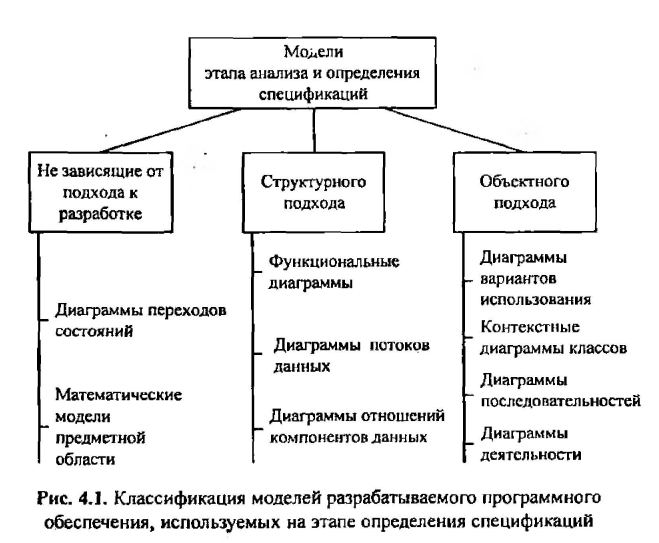 Модели
этапа анализа и определения
спецификаций
Не зависящие от
подхода к
разработке
Структурного
подхода
Объектного
подхода
Диаграммы переходов
состояний
Математические
модели
предметной
области
Функциональные
диаграммы
Диаграммы потоков
данных
Диаграммы отношений
компонентов данных
Диаграммы
вариантов
использования
Контекстные
диаграммы классов
Диаграммы
последовательностей
Диаграммы
деятельности
Рис. 4.1. Классификация моделей разрабатываемого программного
обеспечения, используемых на этапе определения спецификаций